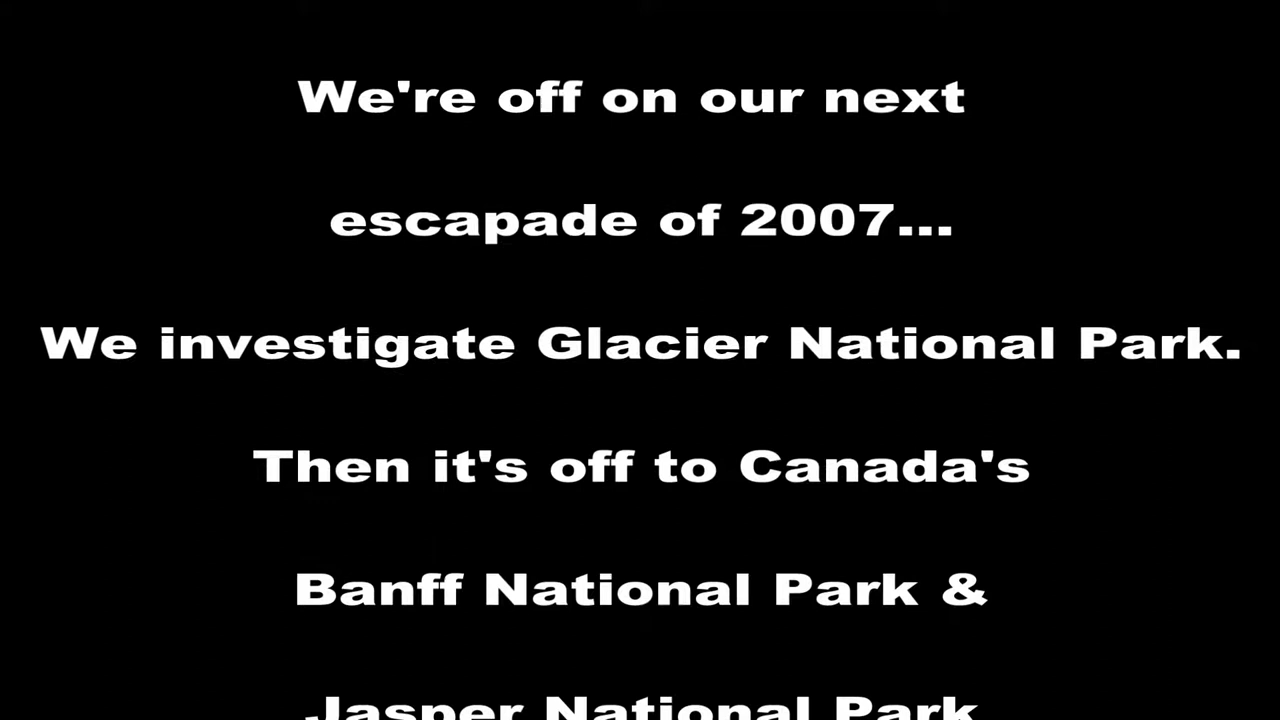 We're off on our next
escapade of 2007...
We investigate Glacier National Park.
Then it's off to Canada's
Banff National Park &
Jasper National Park